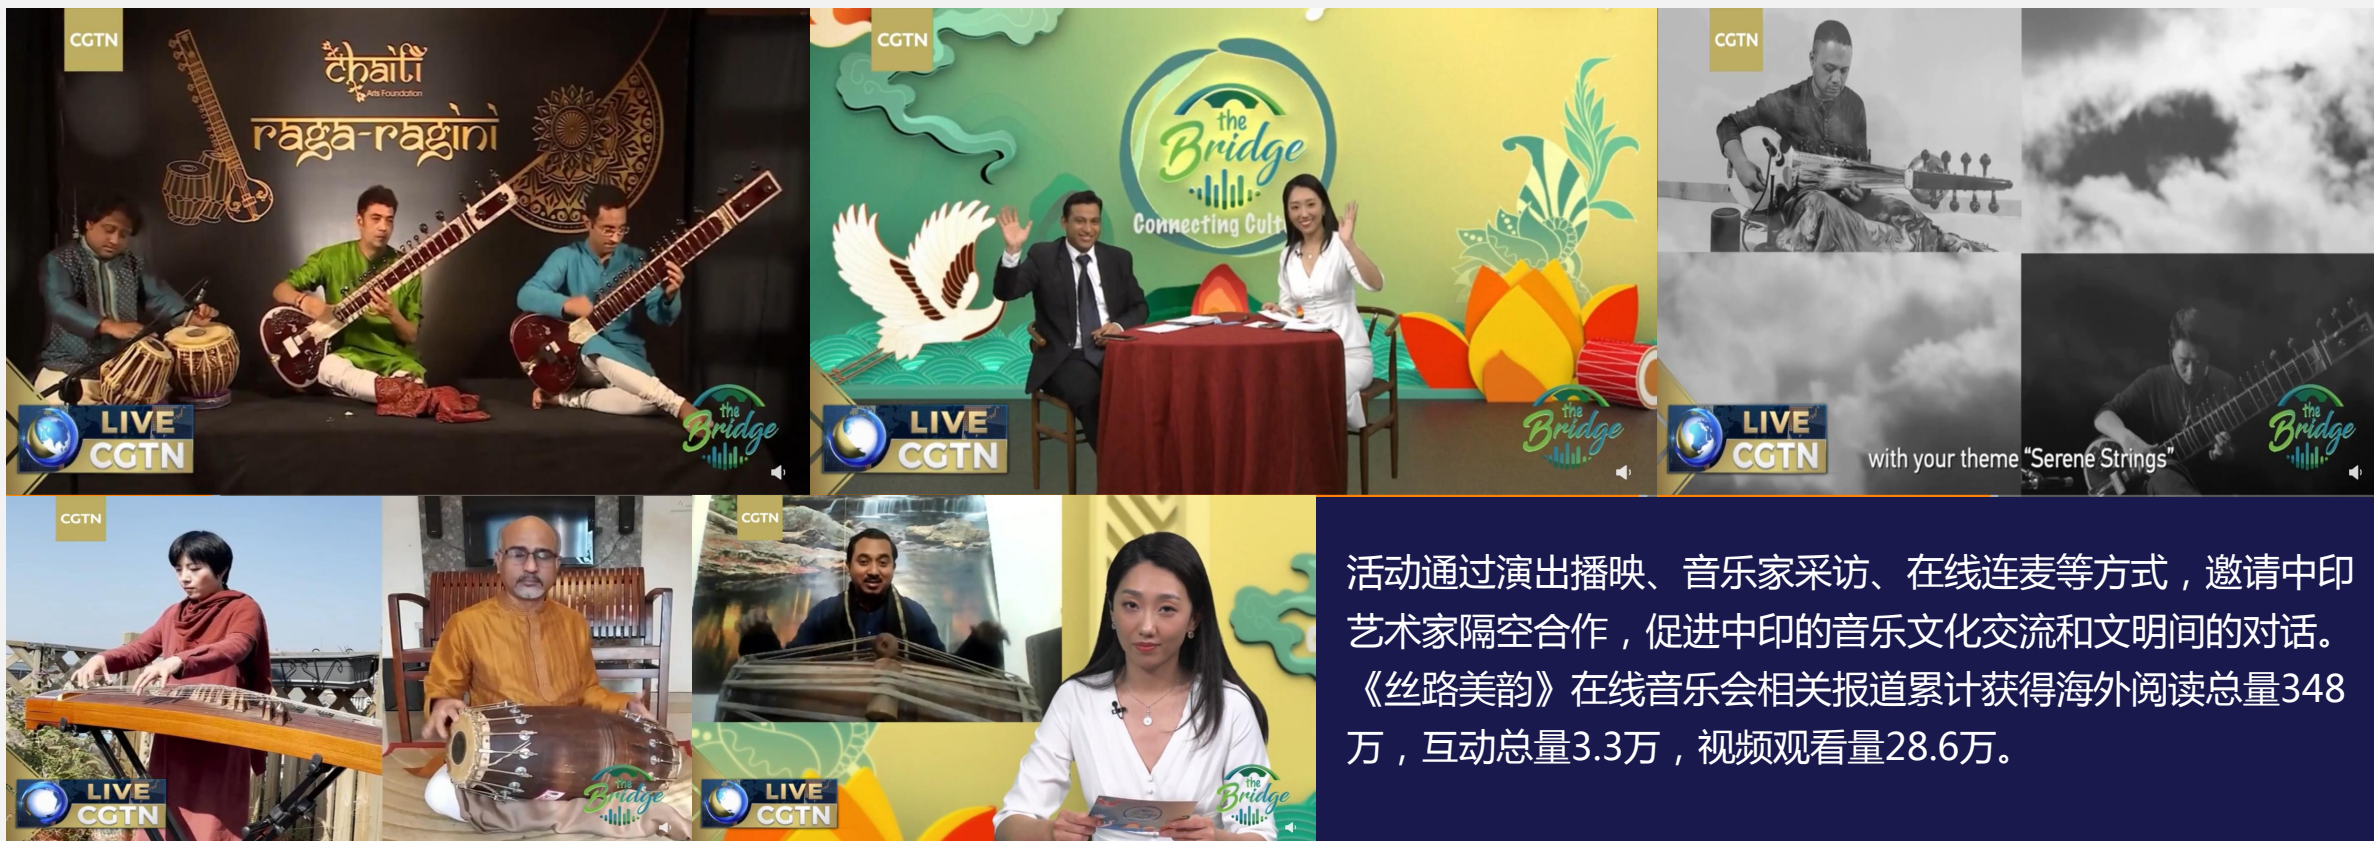 CGTN
chaiti
Arts Foundation
raga-ragini
LIVE
CGTN
the
Bridge
CGTN
the
Bridge
Connecting Cult
LIVE
CGTN
the
Bridge
CGTN
LIVE
CGTN
with your theme “Serene Strings”
the
Bridge
CGTN
LIVE
CGTN
the
Bridge
CGTN
LIVE
CGTN
the
Bridge
活动通过演出播映、音乐家采访、在线连麦等方式，邀请中印
艺术家隔空合作，促进中印的音乐文化交流和文明间的对话。
《丝路美韵》在线音乐会相关报道累计获得海外阅读总量348
万，互动总量3.3万，视频观看量28.6万。